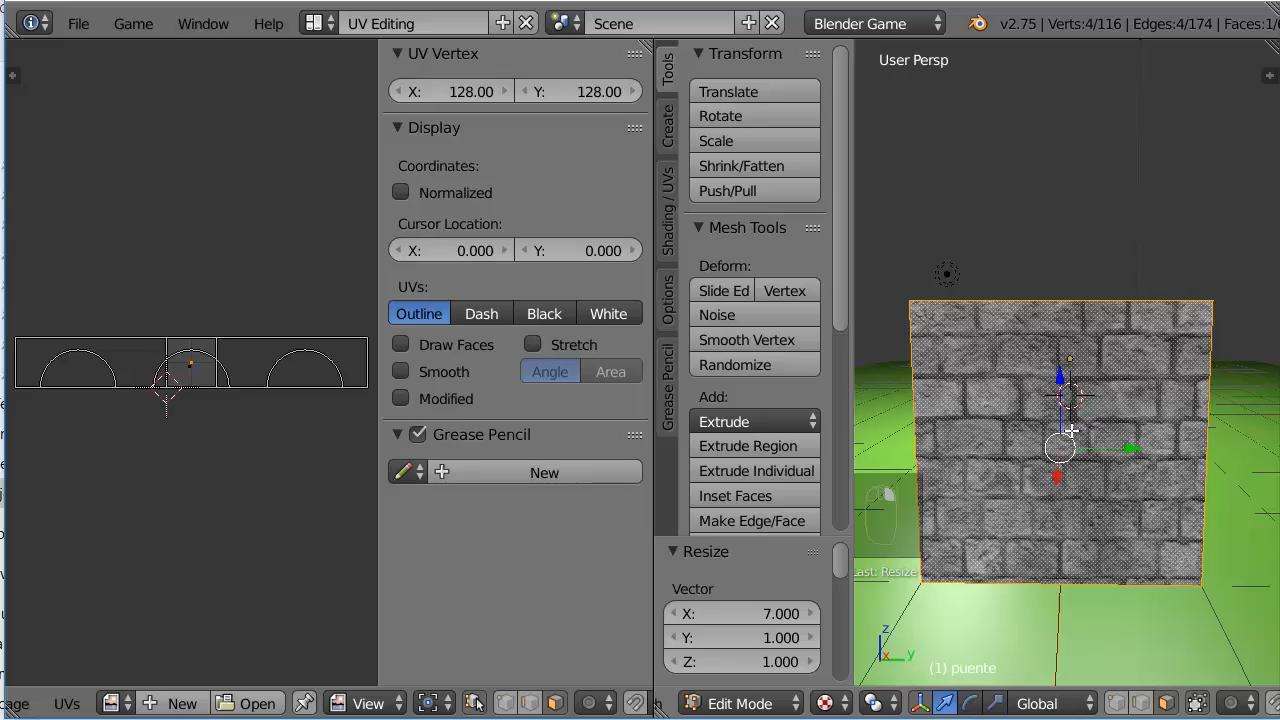 File Game Window Help UV Editing Scene Blender Game v2.75 | Verts:4/116 | Edges:4/174 | Faces:1/
UV Vertex
X: 128.00 Y: 128.00
Display
Coordinates:
Normalized
Cursor Location:
X: 0.000 Y: 0.000
UVs:
Outline Dash Black White
Draw Faces Stretch
Smooth Angle Area
Modified
Grease Pencil
New
Tools
Create
Shading / UVs
Options
Grease Pencil
Transform
Translate
Rotate
Scale
Shrink/Fatten
Push/Pull
Mesh Tools
Deform:
Slide Ed Vertex
Noise
Smooth Vertex
Randomize
Add:
Extrude
Extrude Region
Extrude Individual
Inset Faces
Make Edge/Face
Resize
Vector
X: 7.000
Y: 1.000
Z: 1.000
User Persp
Last: Resize
z
x y
(1) puente
UVs New Open View Edit Mode Global